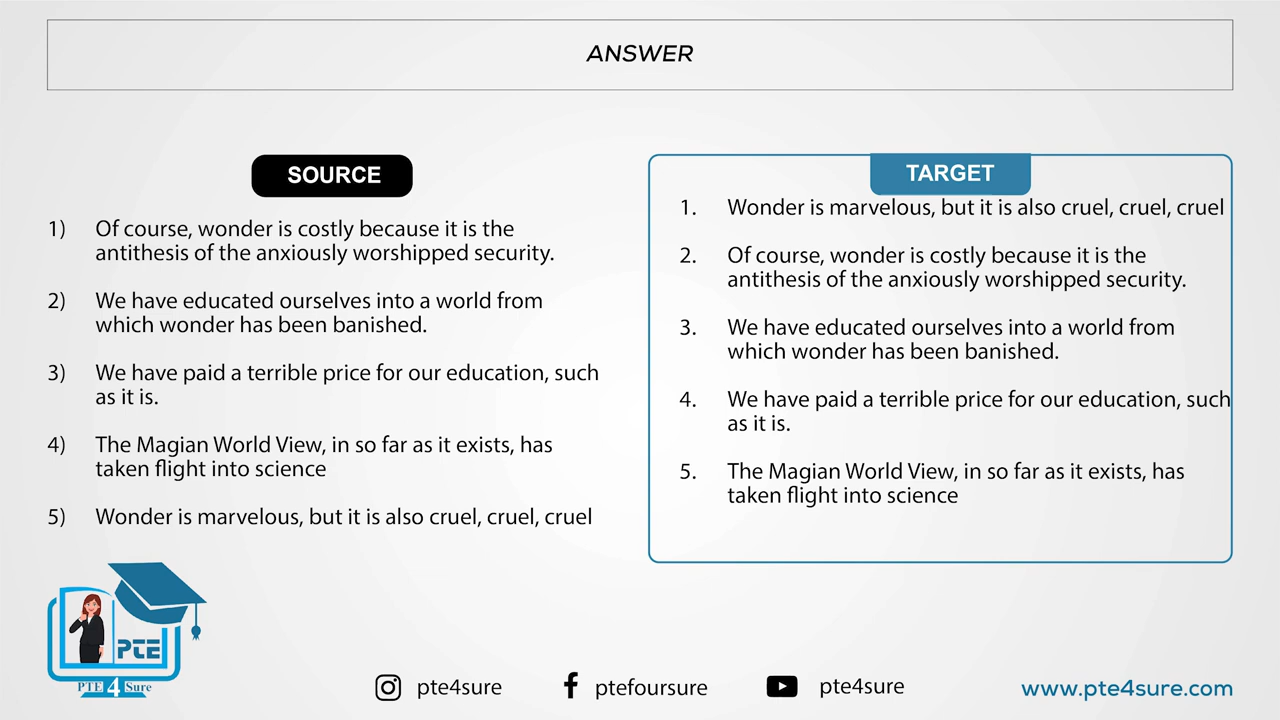 ANSWER
SOURCE
1) Of course, wonder is costly because it is the
antithesis of the anxiously worshipped security.
2) We have educated ourselves into a world from
which wonder has been banished.
3) We have paid a terrible price for our education, such
as it is.
4) The Magian World View, in so far as it exists, has
taken flight into science
5) Wonder is marvelous, but it is also cruel, cruel, cruel
TARGET
1. Wonder is marvelous, but it is also cruel, cruel, cruel
2. Of course, wonder is costly because it is the
antithesis of the anxiously worshipped security.
3. We have educated ourselves into a world from
which wonder has been banished.
4. We have paid a terrible price for our education, such
as it is.
5. The Magian World View, in so far as it exists, has
taken flight into science
PTE
PTE 4 Sure
pte4sure
ptefoursure
pte4sure
www.pte4sure.com